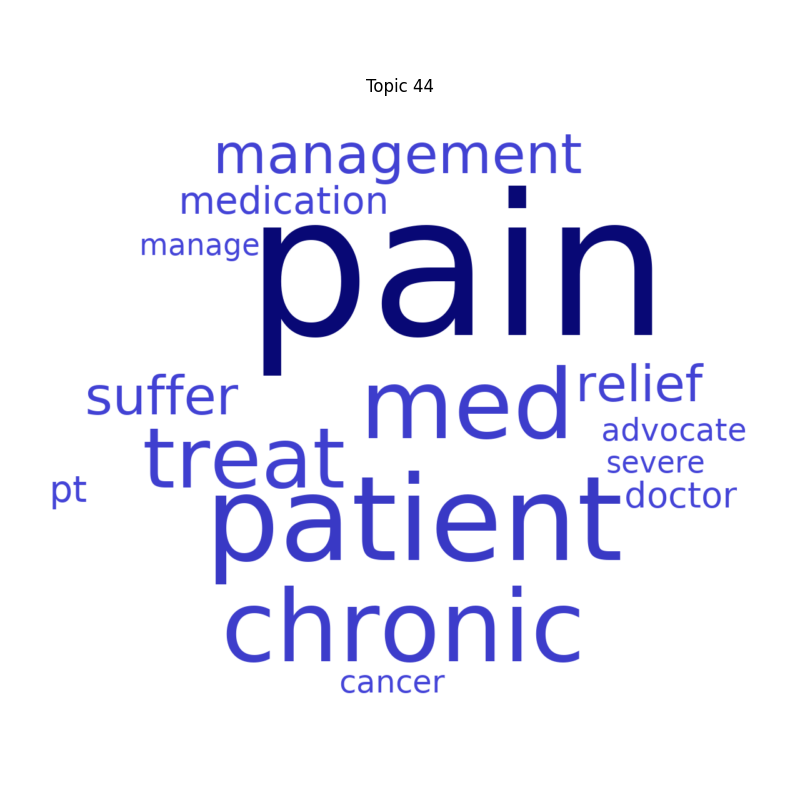 Topic 44
management
medication
manage
pain
suffer
med
relief
advocate
treat
severe
pt
patient
doctor
chronic
cancer